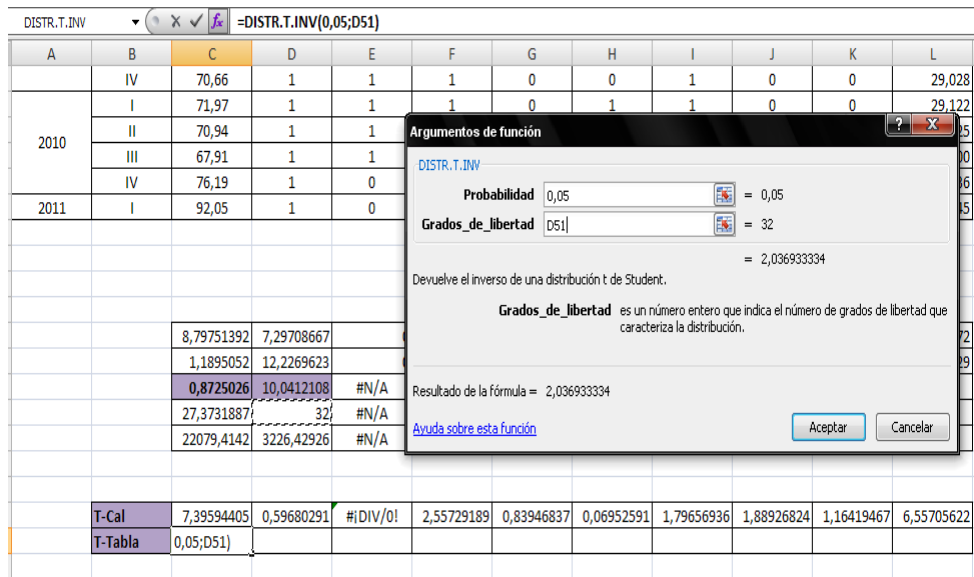 DISTR.T.INV =DISTR.T.INV(0,05;D51)
A B C D E F G H I J K L
IV 70,66 1 1 1 0 0 1 0 0 29,028
2010 I 71,97 1 1 1 0 1 1 0 0 29,122
II 70,94 1 1
III 67,91 1 1
IV 76,19 1 0
2011 I 92,05 1 0
Argumentos de función
DISTR.T.INV
Probabilidad 0,05 = 0,05
Grados_de_libertad D51 = 32
= 2,036933334
Devuelve el inverso de una distribución t de Student.
Grados_de_libertad es un número entero que indica el número de grados de libertad que
caracteriza la distribución.
Resultado de la fórmula = 2,036933334
Ayuda sobre esta función
Aceptar Cancelar
8,79751392 7,29708667
1,1895052 12,2269623
0,8725026 10,0412108 #N/A
27,3731887 32 #N/A
22079,4142 3226,42926 #N/A
T-Cal 7,39594405 0,59680291 #¡DIV/0! 2,55729189 0,83946837 0,06952591 1,79656936 1,88926824 1,16419467 6,55705622
T-Tabla 0,05;D51)